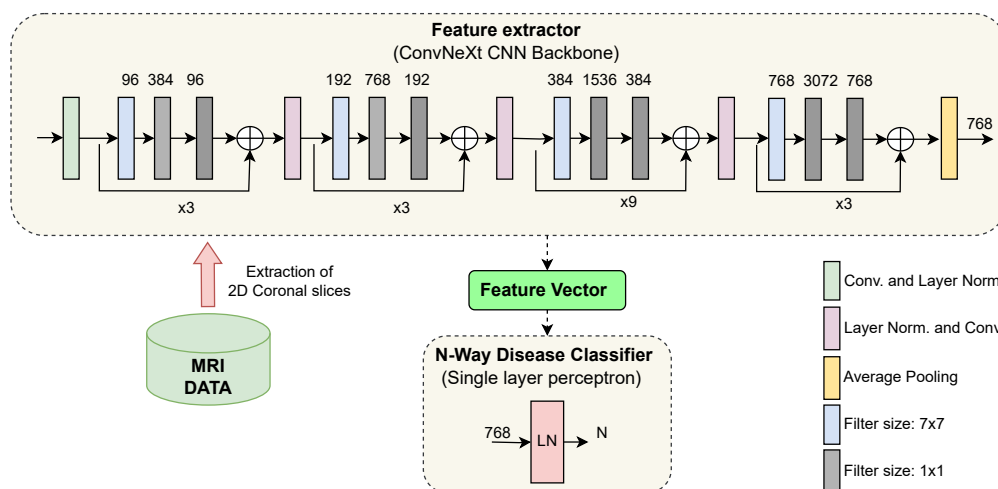 Feature extractor
(ConvNeXt CNN Backbone)
96 384 96
192 768 192
384 1536 384
768 3072 768
768
x3
x3
x9
x3
Extraction of
2D Coronal slices
MRI
DATA
Feature Vector
N-Way Disease Classifier
(Single layer perceptron)
768
LN
N
Conv. and Layer Norm
Layer Norm. and Conv
Average Pooling
Filter size: 7x7
Filter size: 1x1